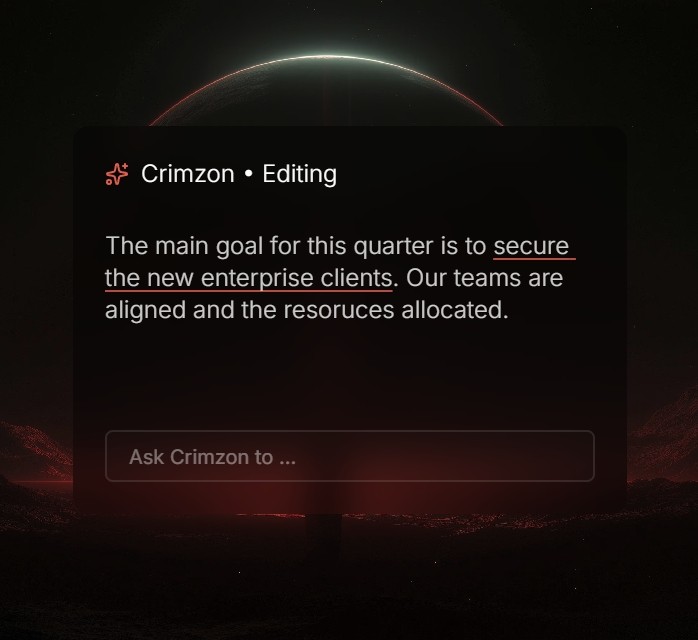 Crimzon • Editing
The main goal for this quarter is to secure
the new enterprise clients. Our teams are
aligned and the resoruces allocated.
Ask Crimzon to ...